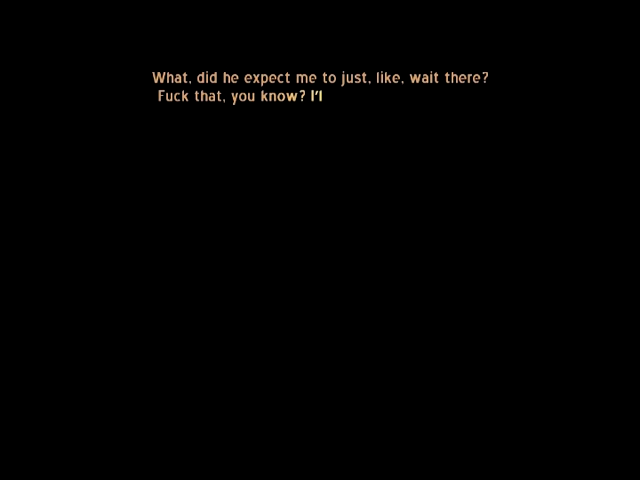 What, did he expect me to just, like, wait there?
Fuck that, you know? I'l